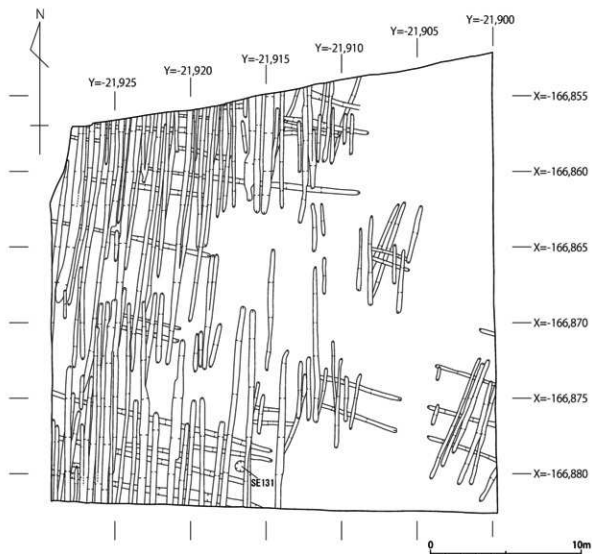 N
Y=-21,900
Y=-21,905
Y=-21,910
Y=-21,915
Y=-21,920
Y=-21,925
X=-166,855
X=-166,860
X=-166,865
X=-166,870
X=-166,875
X=-166,880
SE131
0 10m